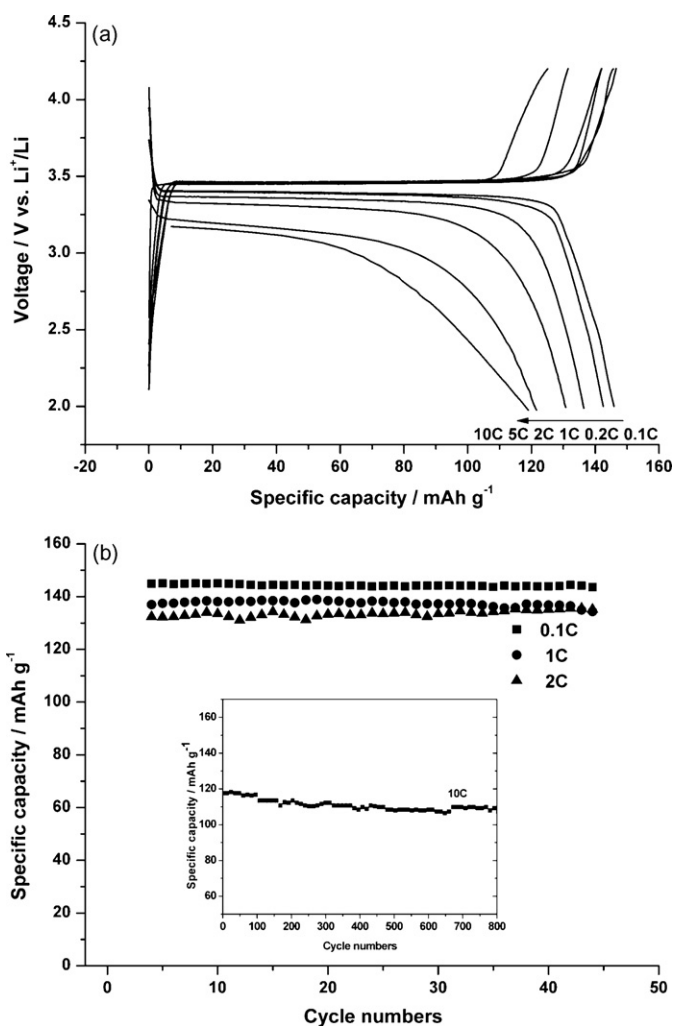 (a)
4.5
4.0
3.5
3.0
2.5
2.0
Voltage / V vs. Li⁺/Li
10C 5C 2C 1C 0.2C 0.1C
-20 0 20 40 60 80 100 120 140 160
Specific capacity / mAh g⁻¹
(b)
160
140
120
100
80
60
40
20
0
Specific capacity / mAh g⁻¹
0.1C
1C
2C
160
140
120
100
80
60
Specific capacity / mAh g⁻¹
10C
0 100 200 300 400 500 600 700 800
Cycle numbers
0 10 20 30 40 50
Cycle numbers